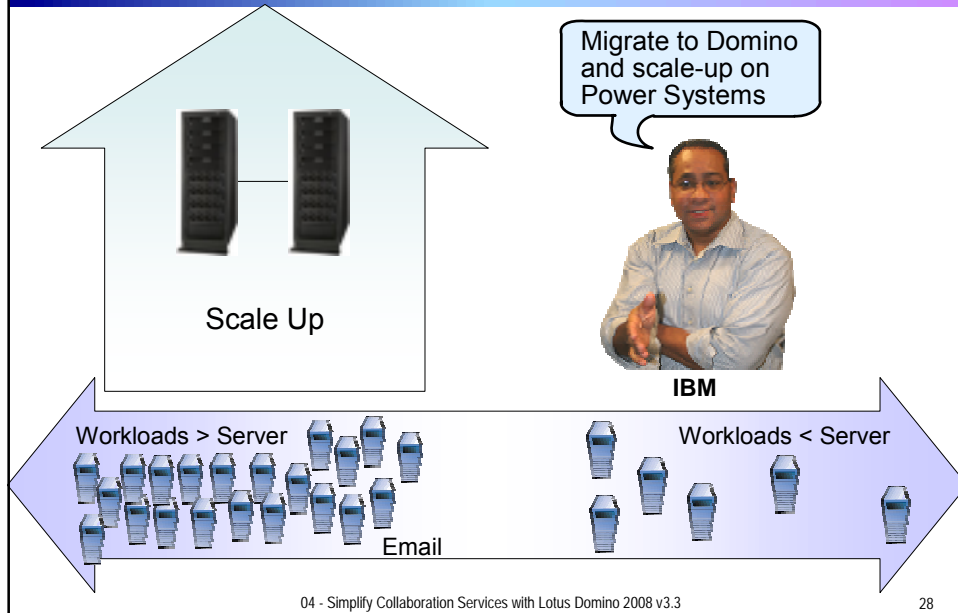 Migrate to Domino
and scale-up on
Power Systems
Scale Up
IBM
Workloads > Server
Workloads < Server
Email
04 - Simplify Collaboration Services with Lotus Domino 2008 v3.3
28